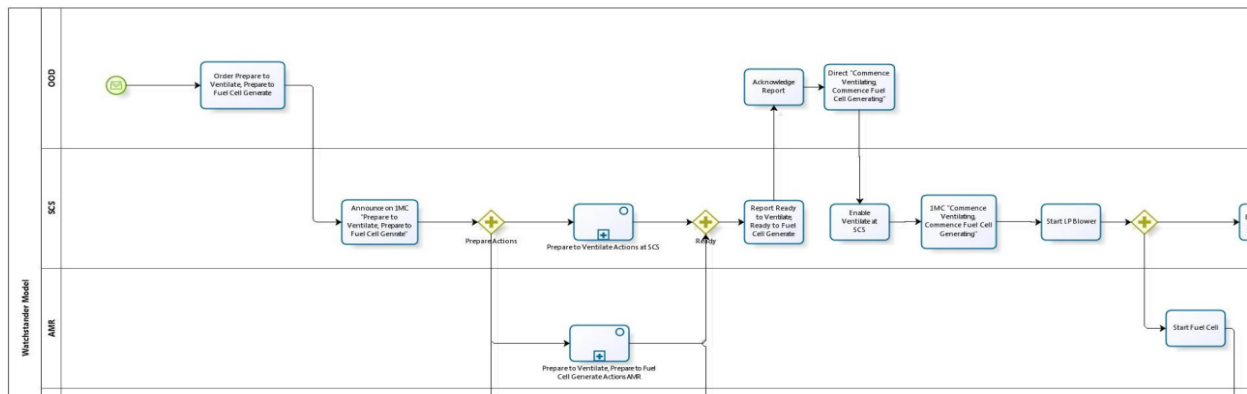 Watchstander Model
OOD
Order Prepare to
Ventilate, Prepare to
Fuel Cell Generate
Acknowledge
Report
Direct "Commence
Ventilating,
Commence Fuel
Cell Generating"
SCS
Announce on 1MC
"Prepare to
Ventilate, Prepare to
Fuel Cell Genrate"
Prepare Actions
Prepare to Ventilate Actions at SCS
Ready
Report Ready
to Ventilate,
Ready to Fuel
Cell Generate
Enable
Ventilate at
SCS
1MC "Commence
Ventilating,
Commence Fuel Cell
Generating"
Start LP Blower
AMR
Prepare to Ventilate, Prepare to Fuel
Cell Generate Actions AMR
Start Fuel Cell